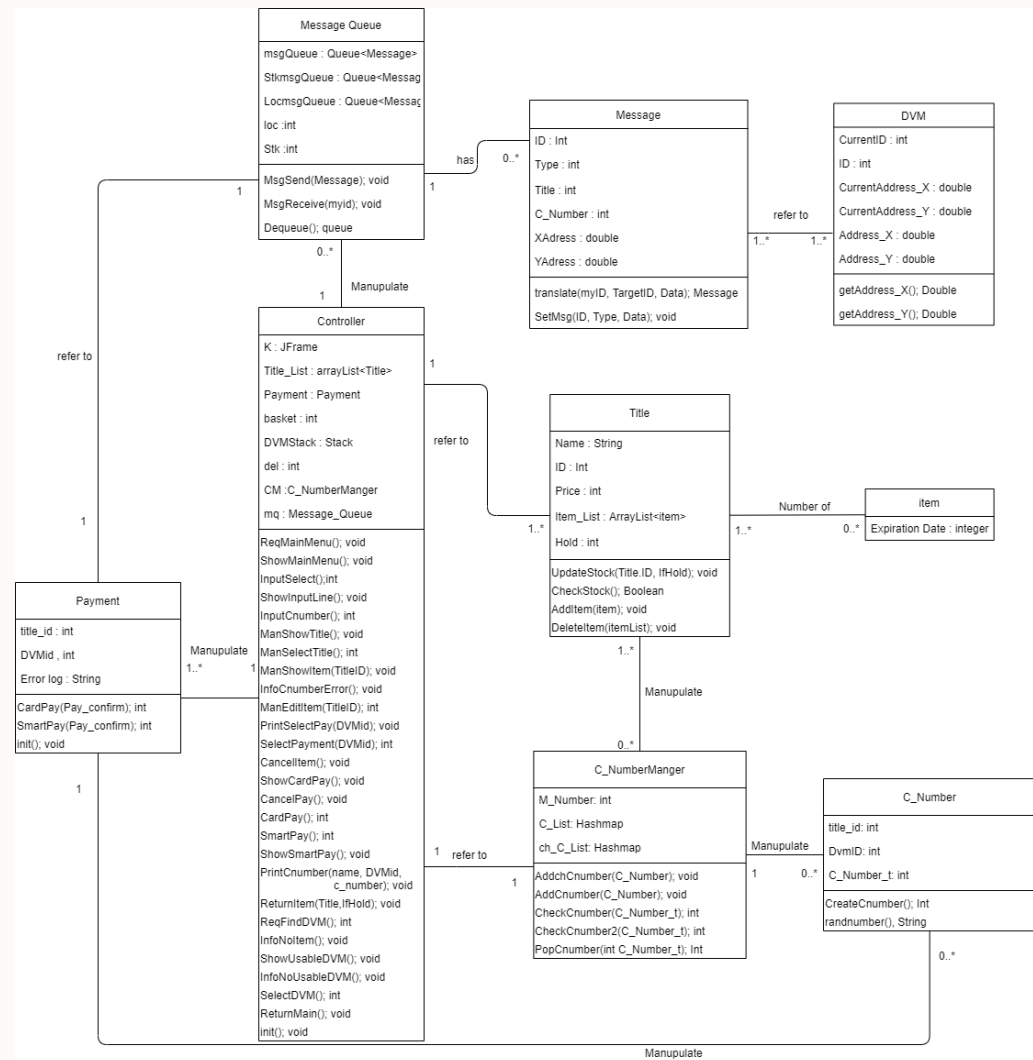 Message Queue
msgQueue : Queue<Message>
StkmsgQueue : Queue<Messag
LocmsgQueue : Queue<Messag
loc :int
Stk :int
MsgSend(Message); void
MsgReceive(myid); void
Dequeue(); queue
has
1
0..*
Message
ID : Int
Type : int
Title : int
C_Number : int
XAdress : double
YAdress : double
translate(myID, TargetID, Data); Message
SetMsg(ID, Type, Data); void
refer to
1..*
1..*
DVM
CurrentID : int
ID : int
CurrentAddress_X : double
CurrentAddress_Y : double
Address_X : double
Address_Y : double
getAddress_X(); Double
getAddress_Y(); Double
1
refer to
1
0..*
Manupulate
1
Controller
K : JFrame
Title_List : arrayList<Title>
Payment : Payment
basket : int
DVMStack : Stack
del : int
CM :C_NumberManger
mq : Message_Queue
ReqMainMenu(); void
ShowMainMenu(); void
InputSelect();int
ShowInputLine(); void
InputCnumber(); int
ManShowTitle(); void
ManSelectTitle(); int
ManShowItem(TitleID); void
InfoCnumberError(); void
ManEditItem(TitleID); int
PrintSelectPay(DVMid); void
SelectPayment(DVMid); int
CancelItem(); void
ShowCardPay(); void
CancelPay(); void
CardPay(); int
SmartPay(); int
ShowSmartPay(); void
PrintCnumber(name, DVMid,
c_number); void
ReturnItem(Title,IfHold); void
ReqFindDVM(); int
InfoNoItem(); void
ShowUsableDVM(); void
InfoNoUsableDVM(); void
SelectDVM(); int
ReturnMain(); void
init(); void
1
refer to
1..*
Title
Name : String
ID : Int
Price : int
Item_List : ArrayList<item>
Hold : int
UpdateStock(Title.ID, IfHold); void
CheckStock(); Boolean
AddItem(item); void
DeleteItem(itemList); void
Number of
1..*
0..*
item
Expiration Date : integer
Payment
title_id : int
DVMid , int
Error log : String
CardPay(Pay_confirm); int
SmartPay(Pay_confirm); int
init(); void
Manupulate
1..*
1
1..*
Manupulate
0..*
C_NumberManger
M_Number: int
C_List: Hashmap
ch_C_List: Hashmap
AddchCnumber(C_Number); void
AddCnumber(C_Number); void
CheckCnumber(C_Number_t); int
CheckCnumber2(C_Number_t); int
PopCnumber(int C_Number_t); Int
1
refer to
1
Manupulate
1
0..*
C_Number
title_id: int
DvmID: int
C_Number_t: int
CreateCnumber(); Int
randnumber(), String
1
0..*
Manupulate